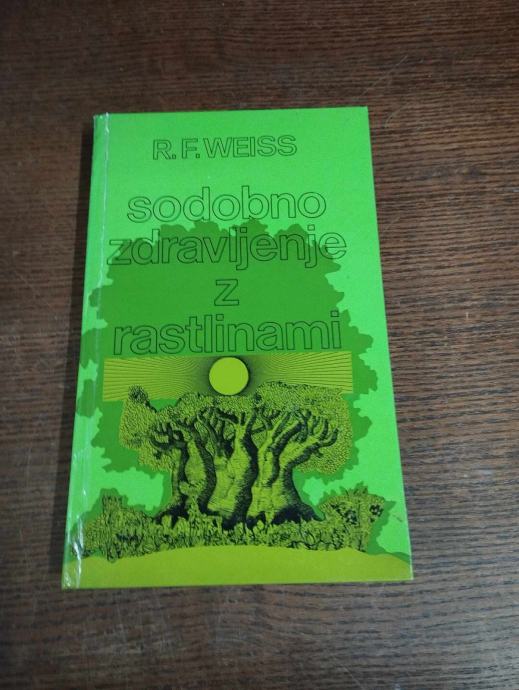 R. F. WEISS
sodobno
zdravljenje
z
rastlinami